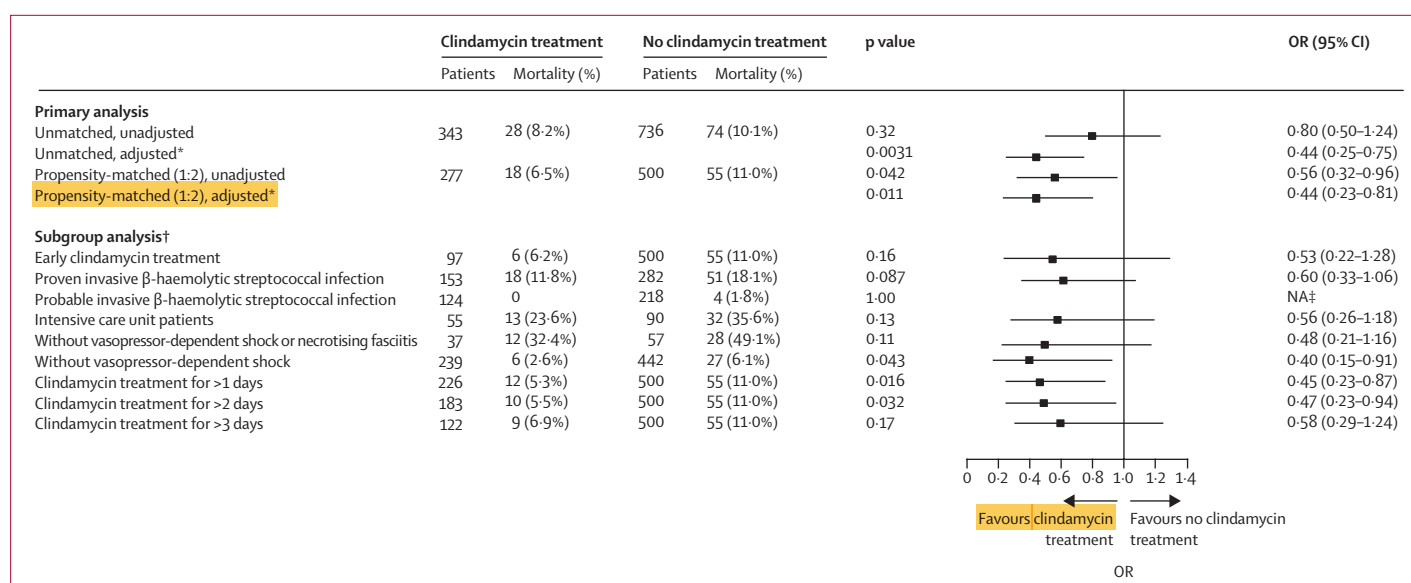 Clindamycin treatment No clindamycin treatment p value OR (95% CI)
Patients Mortality (%) Patients Mortality (%)
Primary analysis
Unmatched, unadjusted 343 28 (8·2%) 736 74 (10·1%) 0·32 0·80 (0·50–1·24)
Unmatched, adjusted* 0·0031 0·44 (0·25–0·75)
Propensity-matched (1:2), unadjusted 277 18 (6·5%) 500 55 (11·0%) 0·042 0·56 (0·32–0·96)
Propensity-matched (1:2), adjusted* 0·011 0·44 (0·23–0·81)
Subgroup analysis†
Early clindamycin treatment 97 6 (6·2%) 500 55 (11·0%) 0·16 0·53 (0·22–1·28)
Proven invasive β-haemolytic streptococcal infection 153 18 (11·8%) 282 51 (18·1%) 0·087 0·60 (0·33–1·06)
Probable invasive β-haemolytic streptococcal infection 124 0 218 4 (1·8%) 1·00 NA‡
Intensive care unit patients 55 13 (23·6%) 90 32 (35·6%) 0·13 0·56 (0·26–1·18)
Without vasopressor-dependent shock or necrotising fasciitis 37 12 (32·4%) 57 28 (49·1%) 0·11 0·48 (0·21–1·16)
Without vasopressor-dependent shock 239 6 (2·6%) 442 27 (6·1%) 0·043 0·40 (0·15–0·91)
Clindamycin treatment for >1 days 226 12 (5·3%) 500 55 (11·0%) 0·016 0·45 (0·23–0·87)
Clindamycin treatment for >2 days 183 10 (5·5%) 500 55 (11·0%) 0·032 0·47 (0·23–0·94)
Clindamycin treatment for >3 days 122 9 (6·9%) 500 55 (11·0%) 0·17 0·58 (0·29–1·24)
0 0·2 0·4 0·6 0·8 1·0 1·2 1·4
Favours clindamycin Favours no clindamycin
treatment treatment
OR